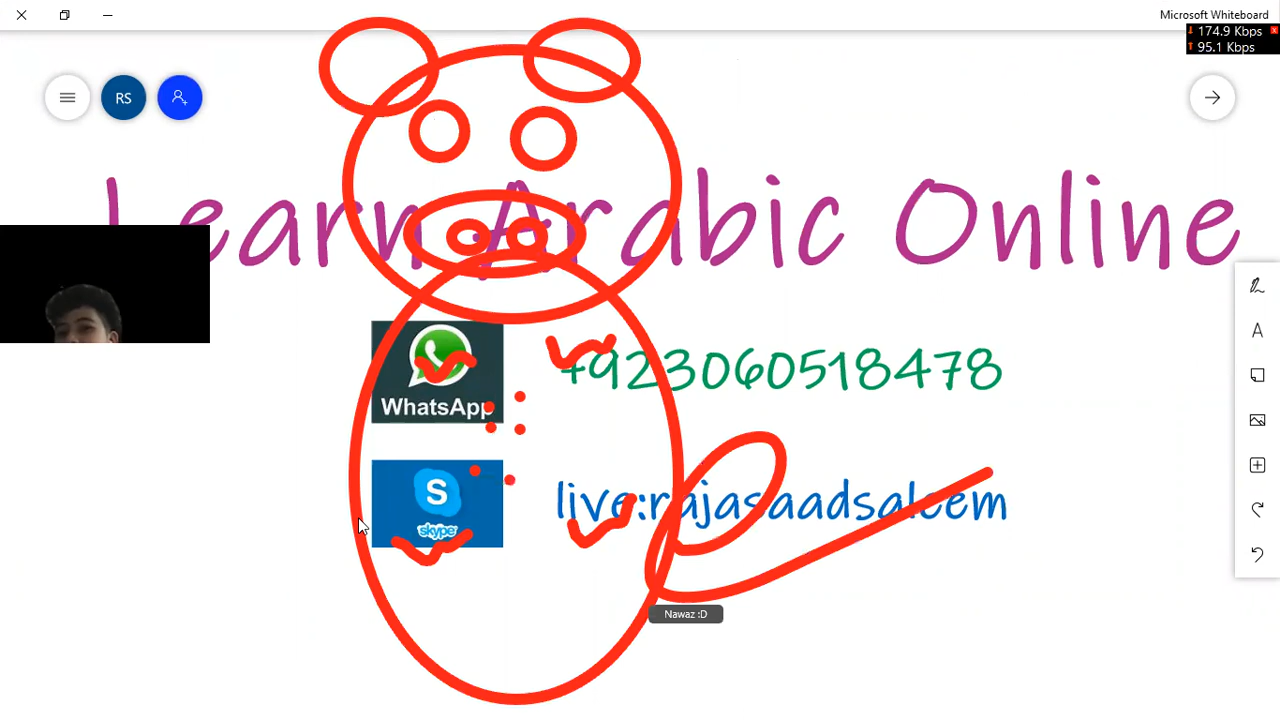 Microsoft Whiteboard
174.9 Kbps
95.1 Kbps
RS
Learn Arabic Online
WhatsApp
+923060518478
S
skype
live:rajasaadsaleem
Nawaz :D
A